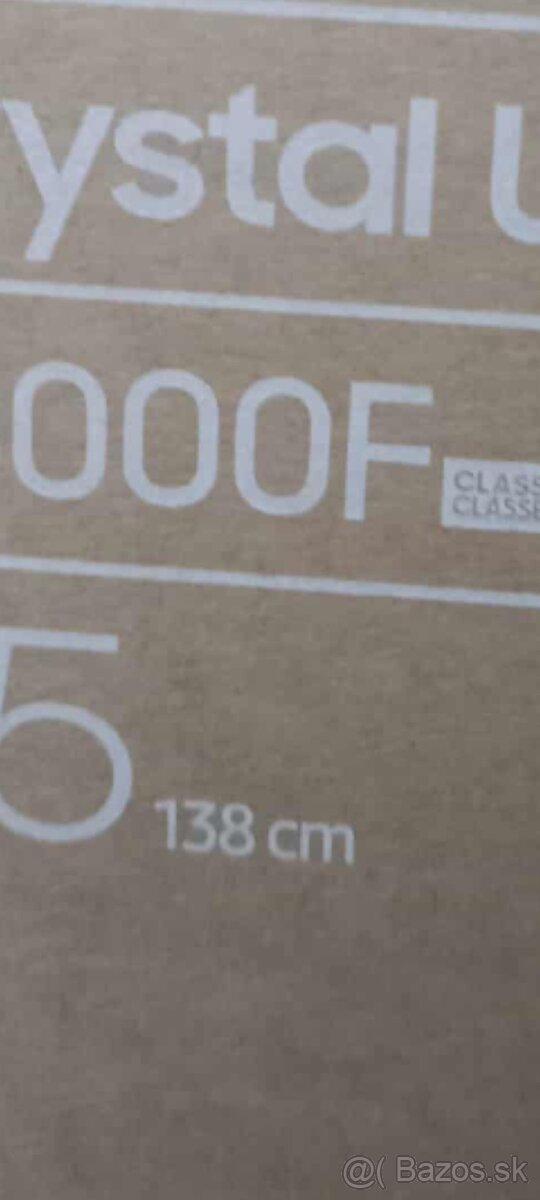 ystal U
000F
CLASS
CLASSE
5 138 cm
@( Bazos.sk